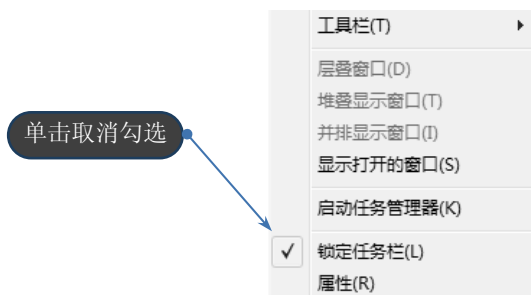 工具栏(T)
层叠窗口(D)
堆叠显示窗口(T)
并排显示窗口(I)
显示打开的窗口(S)
启动任务管理器(K)
锁定任务栏(L)
属性(R)
单击取消勾选